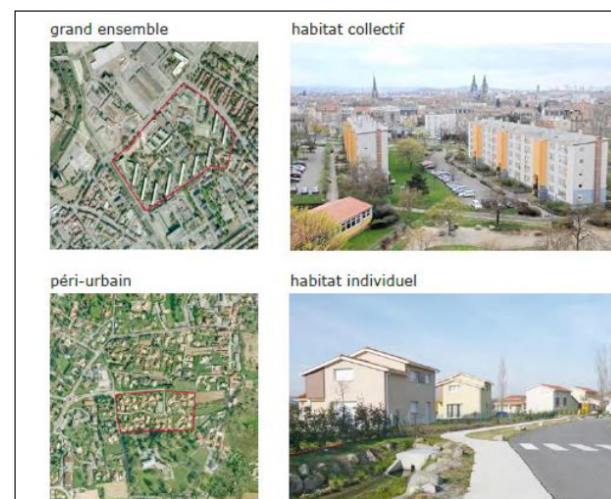 grand ensemble
habitat collectif
péri-urbain
habitat individuel